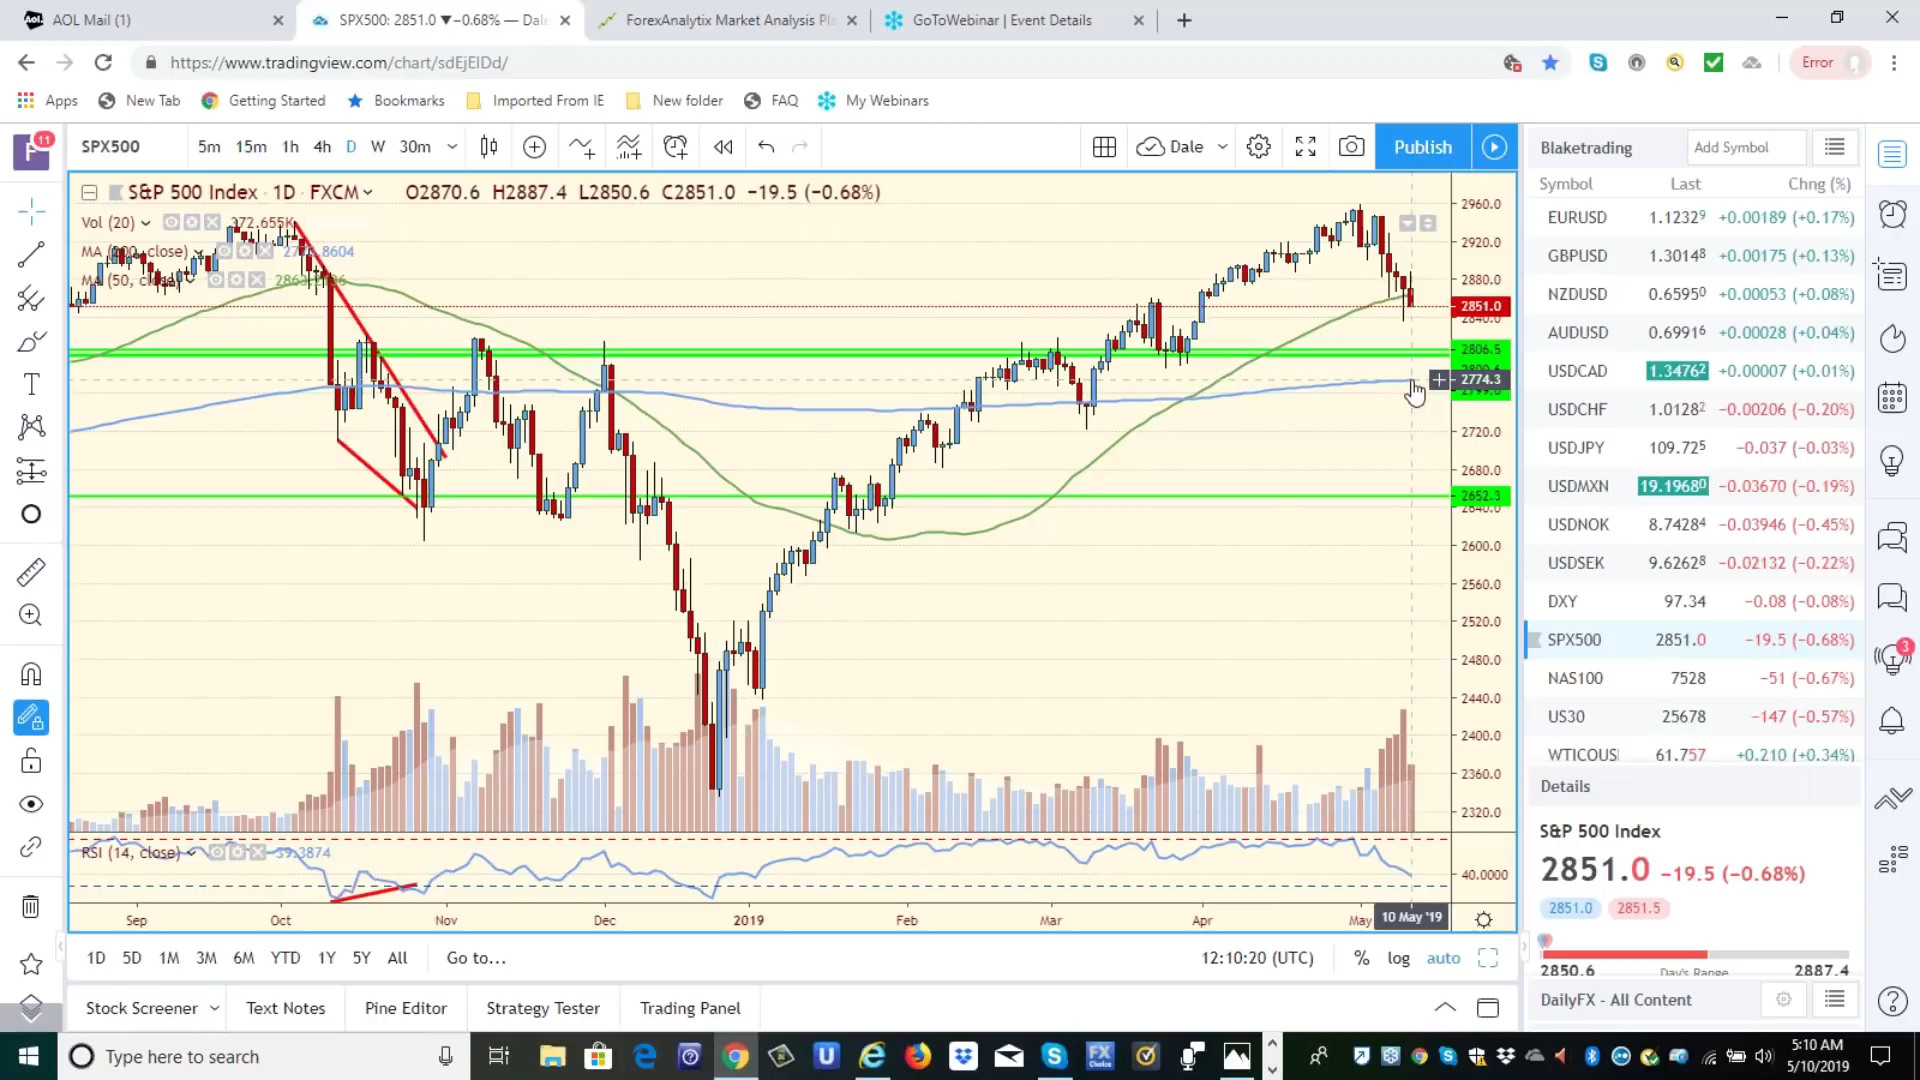 AOL Mail (1)
SPX500: 2851.0 ▼−0.68% — Dale
ForexAnalytix Market Analysis Pl
GoToWebinar | Event Details
https://www.tradingview.com/chart/sdEjElDd/
Error
Apps
New Tab
Getting Started
Bookmarks
Imported From IE
New folder
FAQ
My Webinars
11
SPX500
5m 15m 1h 4h D W 30m
Dale
Publish
Blaketrading
Add Symbol
S&P 500 Index · 1D · FXCM
O2870.6 H2887.4 L2850.6 C2851.0 −19.5 (−0.68%)
Vol (20)
MA (200, close)
MA (50, close)
2960.0
2920.0
2880.0
2851.0
2840.0
2806.5
2774.3
2720.0
2680.0
2652.3
2640.0
2600.0
2560.0
2520.0
2480.0
2440.0
2400.0
2360.0
2320.0
RSI (14, close) 39.3874
40.0000
Sep Oct Nov Dec 2019 Feb Mar Apr May 10 May '19
1D 5D 1M 3M 6M YTD 1Y 5Y All
Go to...
12:10:20 (UTC)
% log auto
Stock Screener
Text Notes
Pine Editor
Strategy Tester
Trading Panel
Symbol Last Chng (%)
EURUSD 1.12329 +0.00189 (+0.17%)
GBPUSD 1.30148 +0.00175 (+0.13%)
NZDUSD 0.65950 +0.00053 (+0.08%)
AUDUSD 0.69916 +0.00028 (+0.04%)
USDCAD 1.34762 +0.00007 (+0.01%)
USDCHF 1.01282 −0.00206 (−0.20%)
USDJPY 109.725 −0.037 (−0.03%)
USDMXN 19.19680 −0.03670 (−0.19%)
USDNOK 8.74284 −0.03946 (−0.45%)
USDSEK 9.62628 −0.02132 (−0.22%)
DXY 97.34 −0.08 (−0.08%)
SPX500 2851.0 −19.5 (−0.68%)
NAS100 7528 −51 (−0.67%)
US30 25678 −147 (−0.57%)
WTICOUSI 61.757 +0.210 (+0.34%)
3
Details
S&P 500 Index
2851.0 −19.5 (−0.68%)
2851.0 2851.5
2850.6 Day's Range 2887.4
DailyFX - All Content
Type here to search
FX
Choice
5:10 AM
5/10/2019